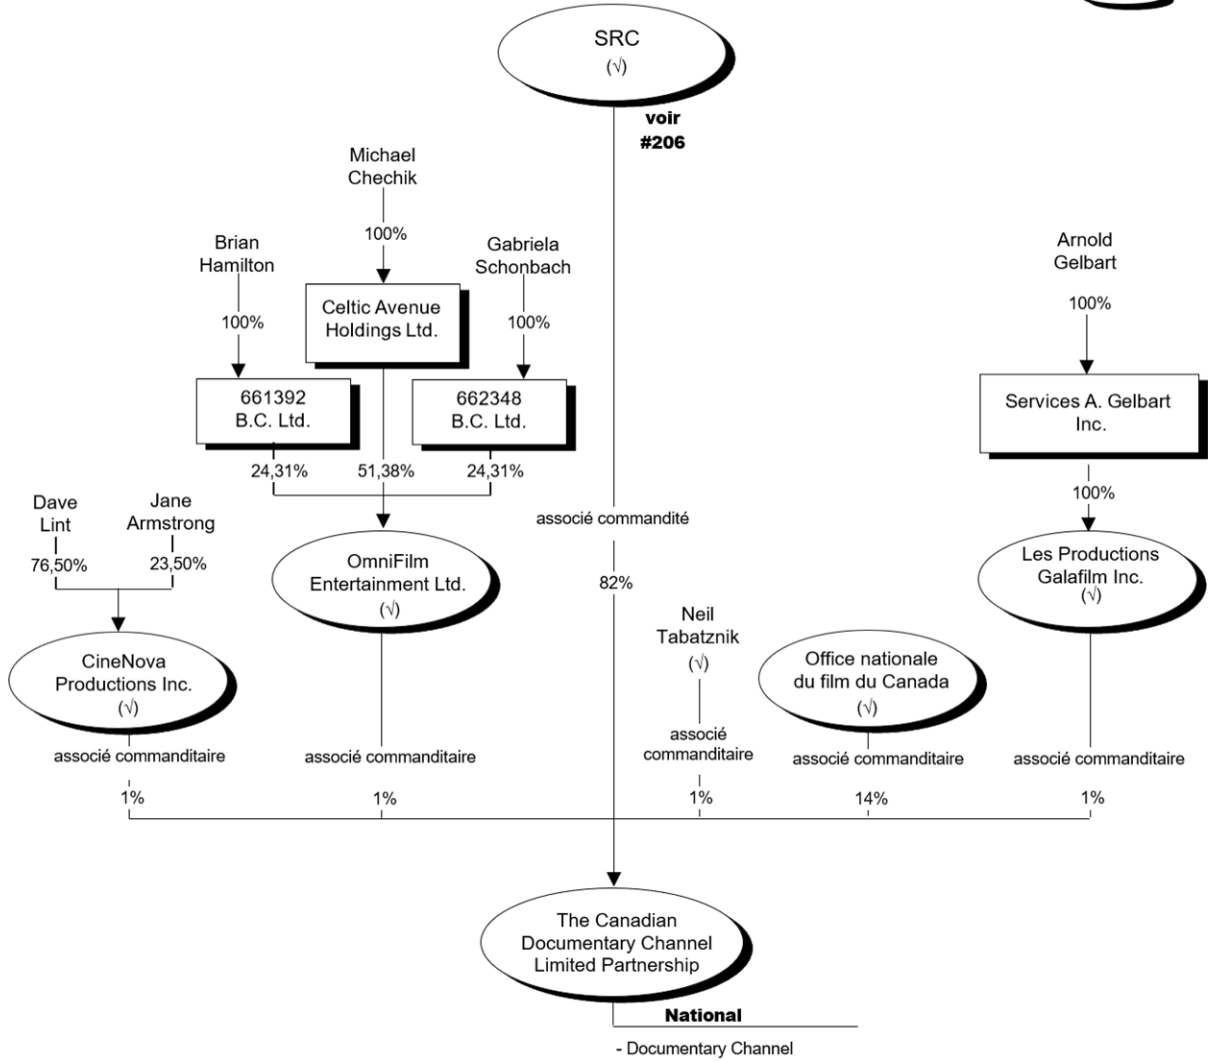 SRC
(√)
voir
#206
Michael
Chechik
100%
Brian
Hamilton
100%
Gabriela
Schonbach
100%
Celtic Avenue
Holdings Ltd.
661392
B.C. Ltd.
662348
B.C. Ltd.
24,31%
51,38%
24,31%
Arnold
Gelbart
100%
Services A. Gelbart
Inc.
100%
Dave
Lint
76,50%
Jane
Armstrong
23,50%
associé commandité
82%
OmniFilm
Entertainment Ltd.
(√)
Les Productions
Galafilm Inc.
(√)
Neil
Tabatznik
(√)
CineNova
Productions Inc.
(√)
Office nationale
du film du Canada
(√)
associé commanditaire
associé commanditaire
associé
commanditaire
associé commanditaire
associé commanditaire
1%
1%
1%
14%
1%
The Canadian
Documentary Channel
Limited Partnership
National
- Documentary Channel